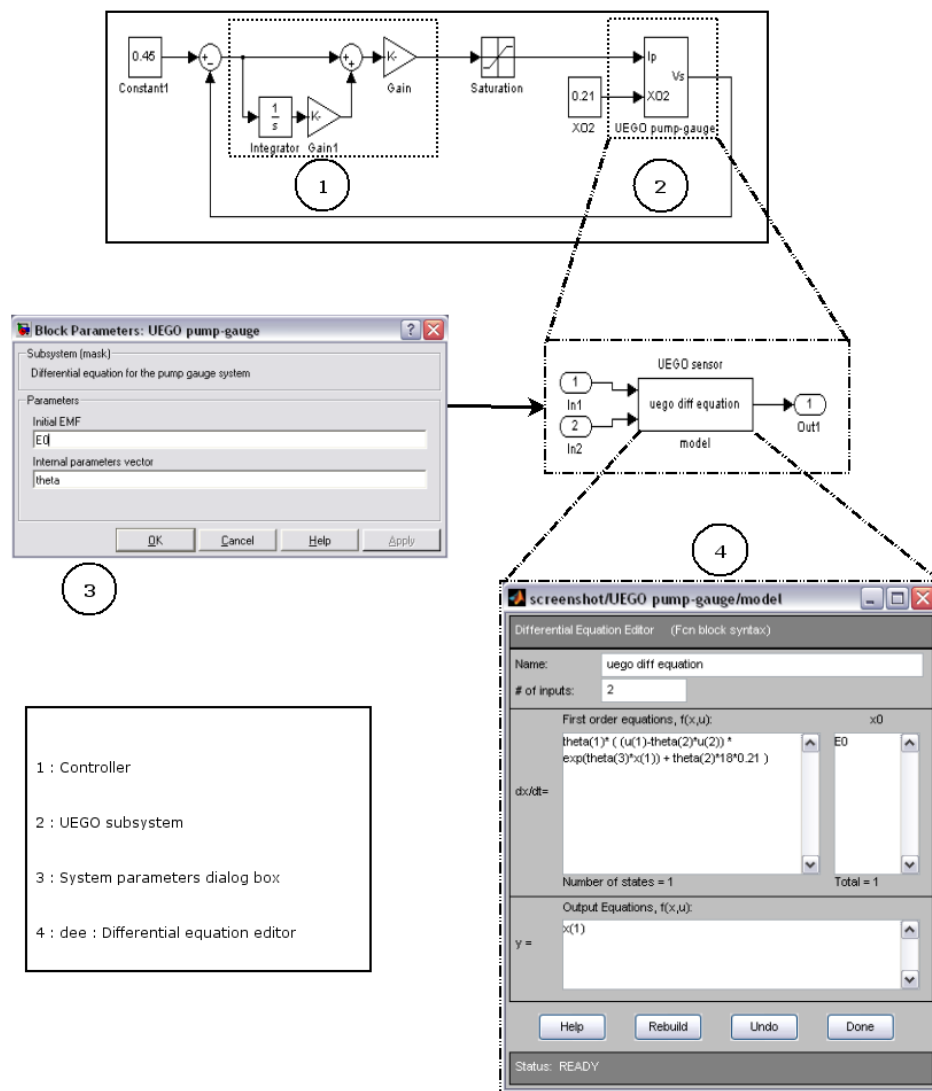 0.45
Constant1
+
−
1
s
Integrator
K-
Gain1
+
+
K-
Gain
Saturation
0.21
XO2
Ip
XO2
Vs
UEGO pump-gauge
1
2
Block Parameters: UEGO pump-gauge
Subsystem (mask)
Differential equation for the pump gauge system
Parameters
Initial EMF
E0
Internal parameters vector
theta
OK
Cancel
Help
Apply
3
UEGO sensor
1
In1
2
In2
uego diff equation
model
1
Out1
4
screenshot/UEGO pump-gauge/model
Differential Equation Editor (Fcn block syntax)
Name: uego diff equation
# of inputs: 2
First order equations, f(x,u): x0
dx/dt=
theta(1)* ( (u(1)-theta(2)*u(2)) *
exp(theta(3)*x(1)) + theta(2)*18*0.21 )
E0
Number of states = 1 Total = 1
Output Equations, f(x,u):
y =
x(1)
Help
Rebuild
Undo
Done
Status: READY
1 : Controller
2 : UEGO subsystem
3 : System parameters dialog box
4 : dee : Differential equation editor